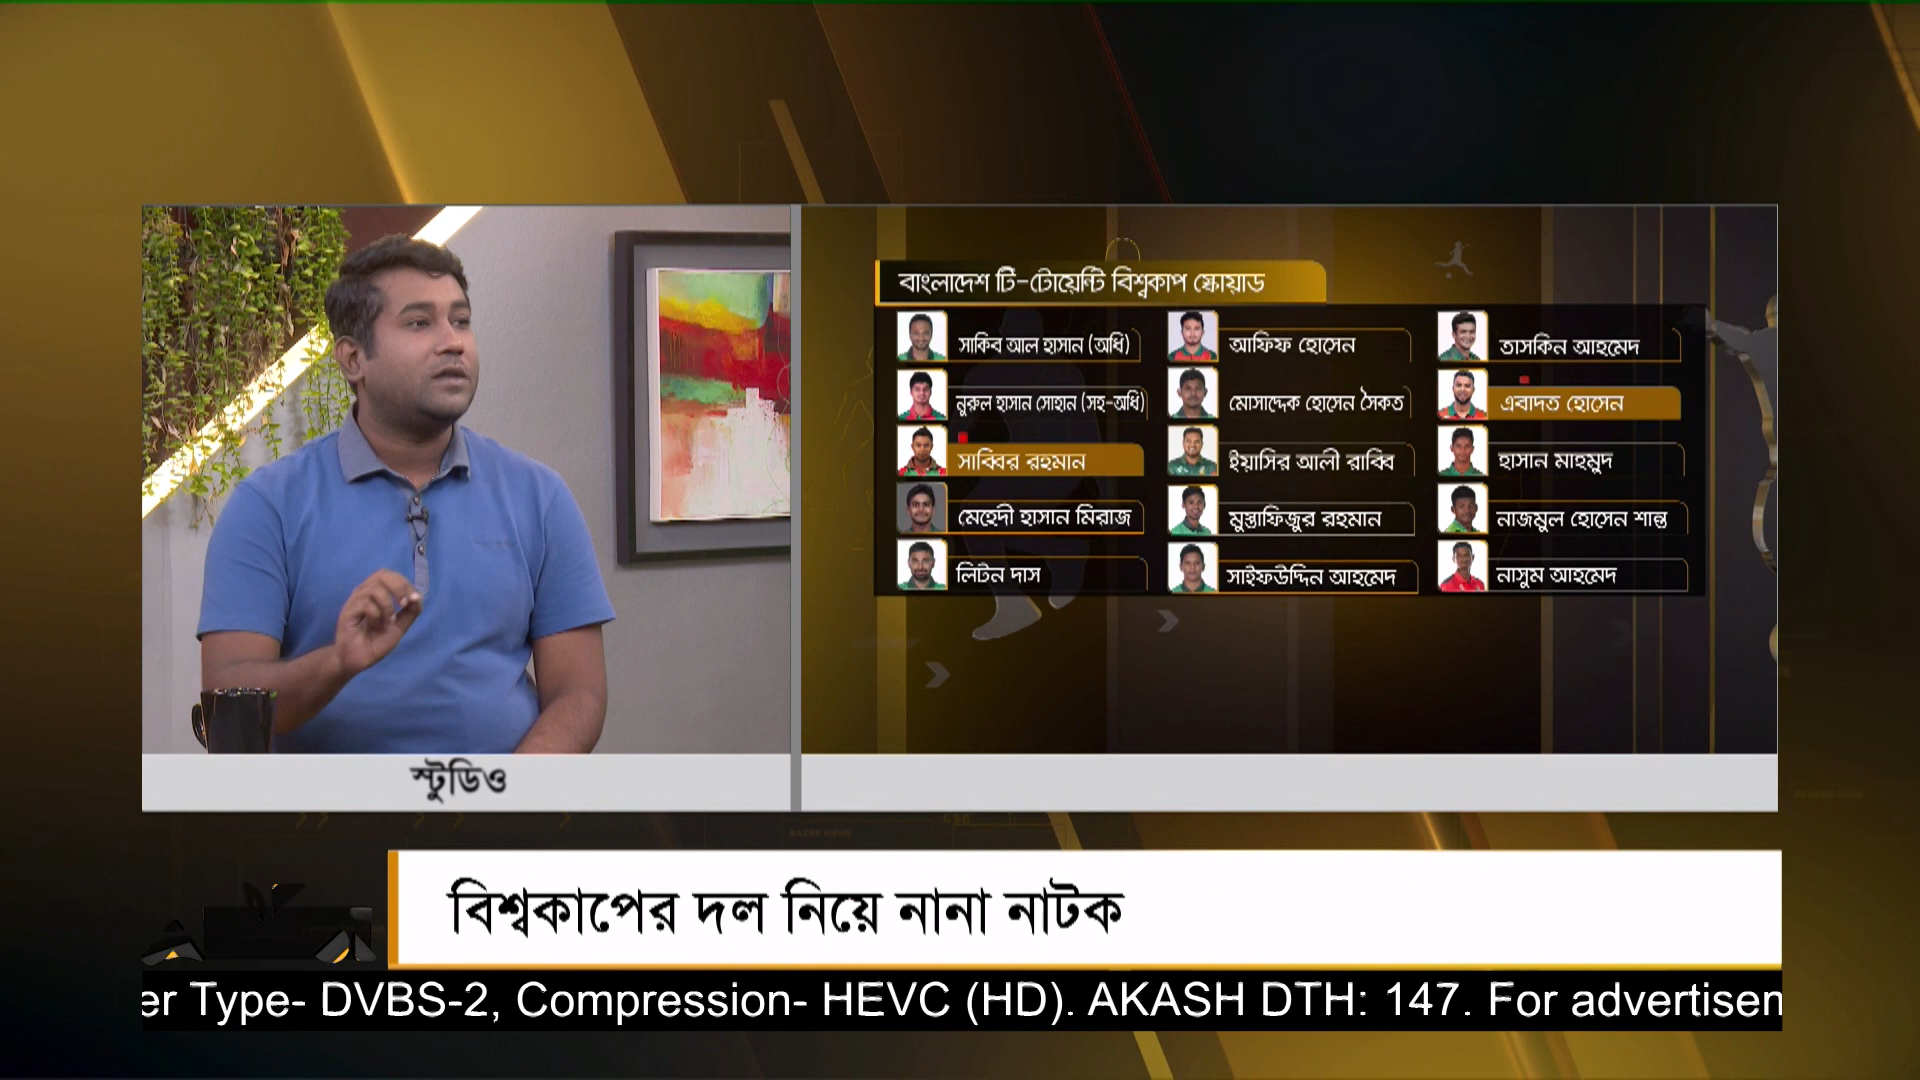 বাংলাদেশ টি-টোয়েন্টি বিশ্বকাপ স্কোয়াড
সাকিব আল হাসান (অধি)
নুরুল হাসান সোহান (সহ-অধি)
সাব্বির রহমান
মেহেদী হাসান মিরাজ
লিটন দাস
আফিফ হোসেন
মোসাদ্দেক হোসেন সৈকত
ইয়াসির আলী রাব্বি
মুস্তাফিজুর রহমান
সাইফউদ্দিন আহমেদ
তাসকিন আহমেদ
এবাদত হোসেন
হাসান মাহমুদ
নাজমুল হোসেন শান্ত
নাসুম আহমেদ
স্টুডিও
বিশ্বকাপের দল নিয়ে নানা নাটক
er Type- DVBS-2, Compression- HEVC (HD). AKASH DTH: 147. For advertisen